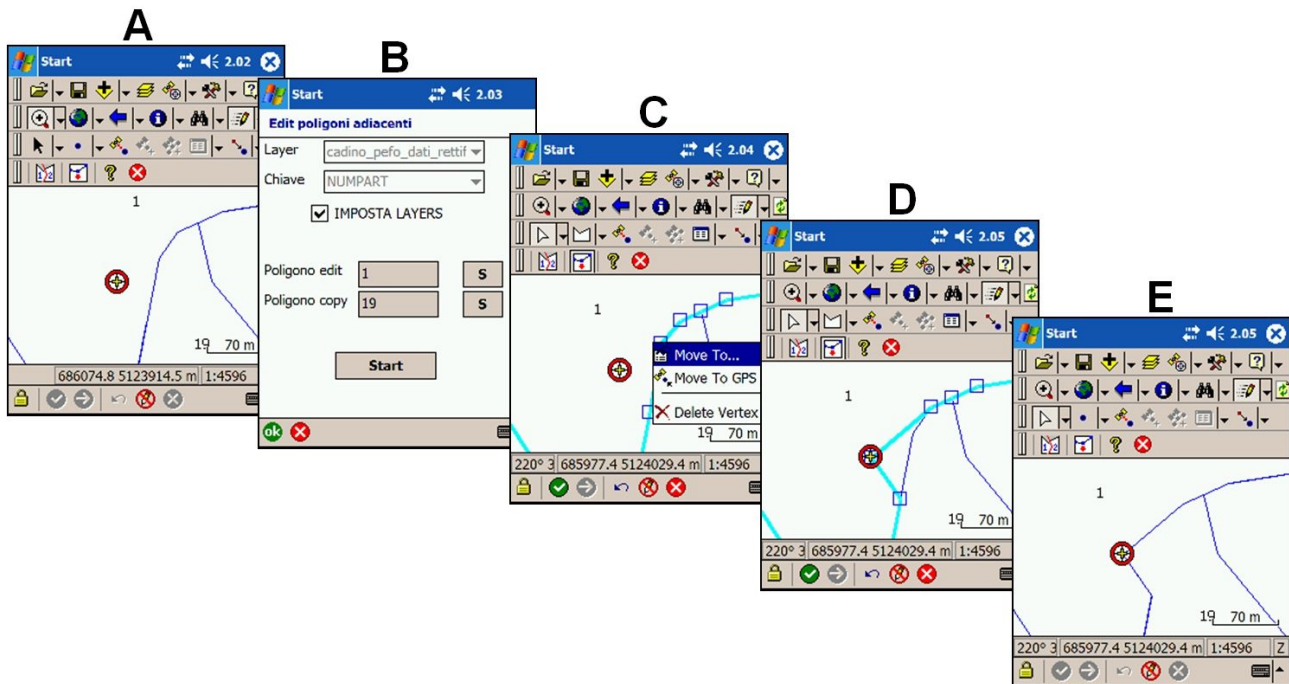 A
Start 2.02
1
19 70 m
686074.8 5123914.5 m 1:4596
B
Start 2.03
Edit poligoni adiacenti
Layer cadino_pefo_dati_rettif
Chiave NUMPART
IMPOSTA LAYERS
Poligono edit 1 S
Poligono copy 19 S
Start
ok
C
Start 2.04
1
Move To...
Move To GPS
Delete Vertex
19 70 m
220° 3 685977.4 5124029.4 m 1:4596
D
Start 2.05
1
19 70 m
220° 3 685977.4 5124029.4 m 1:4596
E
Start 2.05
1
19 70 m
220° 3 685977.4 5124029.4 m 1:4596 Z